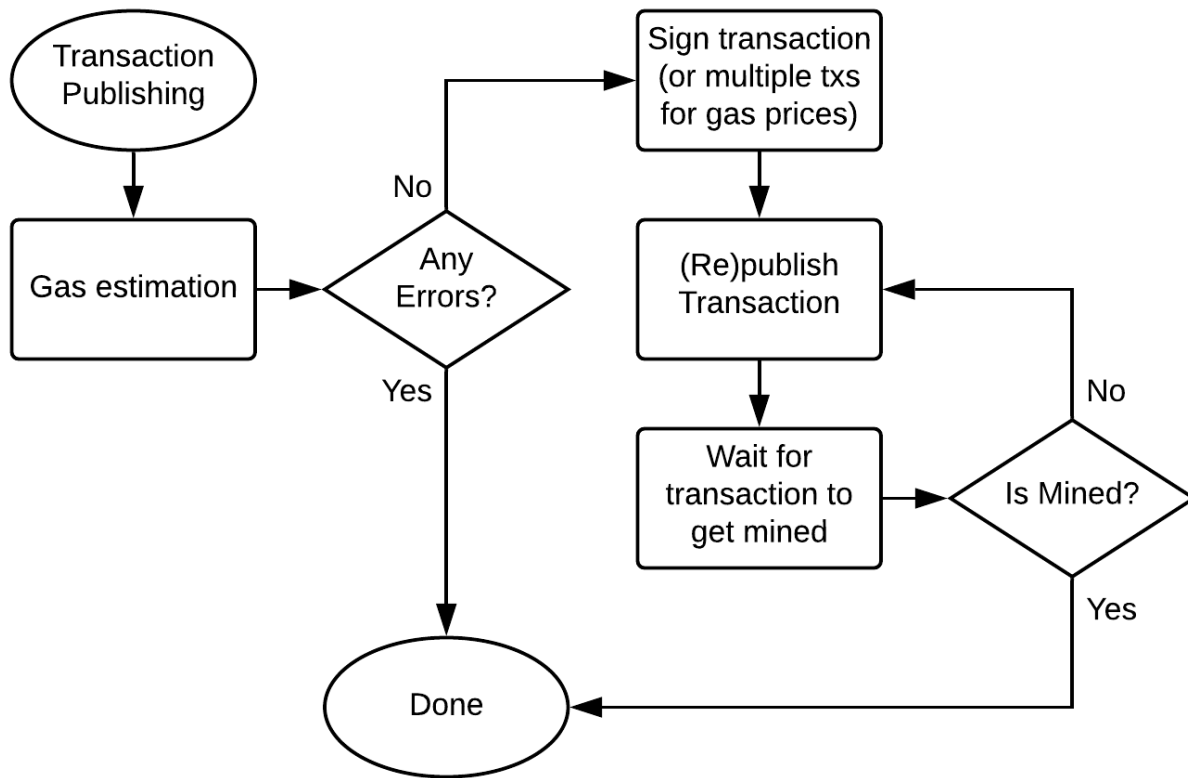 Transaction
Publishing
Gas estimation
No
Any
Errors?
Yes
Done
Sign transaction
(or multiple txs
for gas prices)
(Re)publish
Transaction
Wait for
transaction to
get mined
Is Mined?
No
Yes